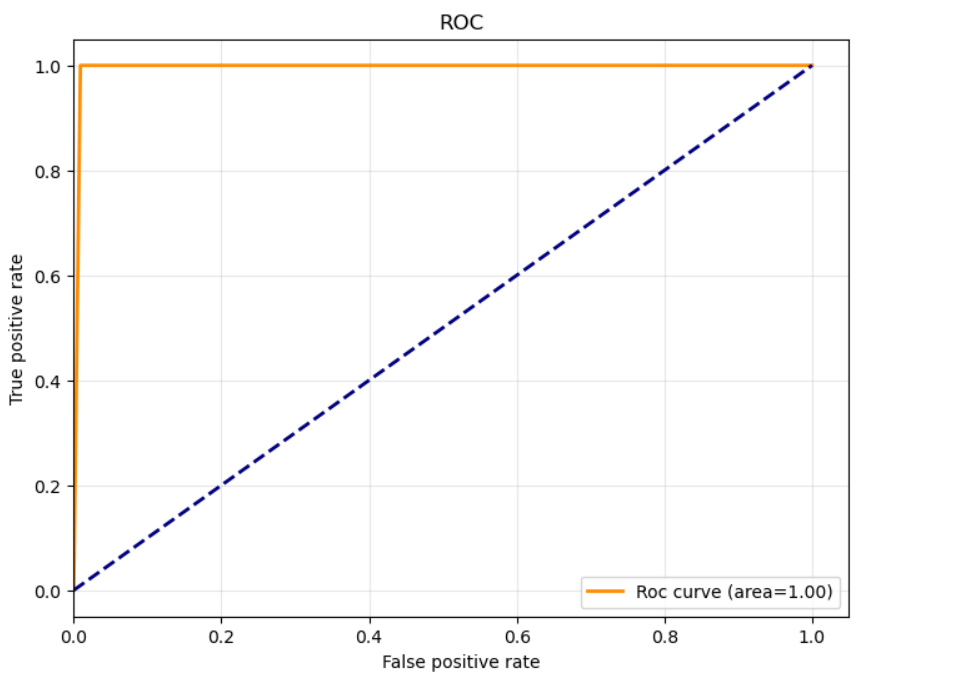 ROC
True positive rate
1.0
0.8
0.6
0.4
0.2
0.0
0.0 0.2 0.4 0.6 0.8 1.0
False positive rate
Roc curve (area=1.00)